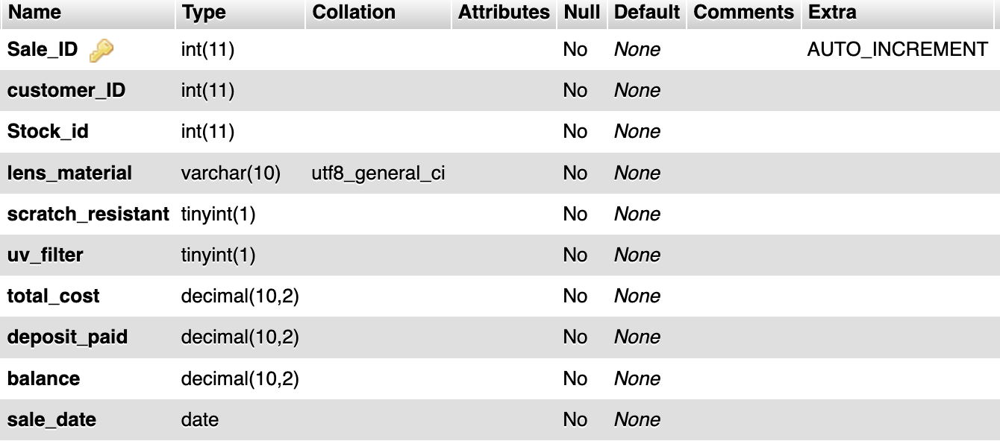 Name Type Collation Attributes Null Default Comments Extra
Sale_ID int(11) No None AUTO_INCREMENT
customer_ID int(11) No None
Stock_id int(11) No None
lens_material varchar(10) utf8_general_ci No None
scratch_resistant tinyint(1) No None
uv_filter tinyint(1) No None
total_cost decimal(10,2) No None
deposit_paid decimal(10,2) No None
balance decimal(10,2) No None
sale_date date No None